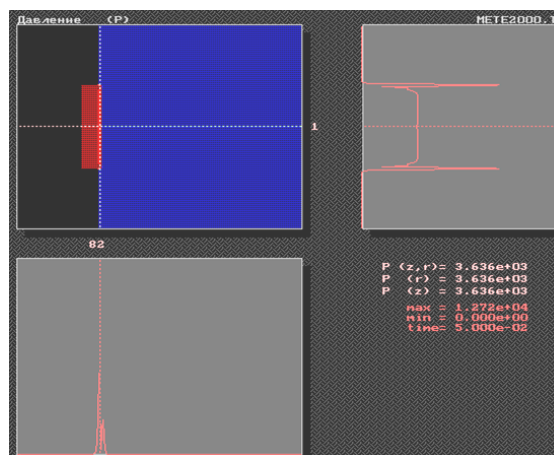 Давление (P)
METE2000.T
1
82
P (z,r)= 3.636e+03
P (r) = 3.636e+03
P (z) = 3.636e+03
max = 1.272e+04
min = 0.000e+00
time= 5.000e-02